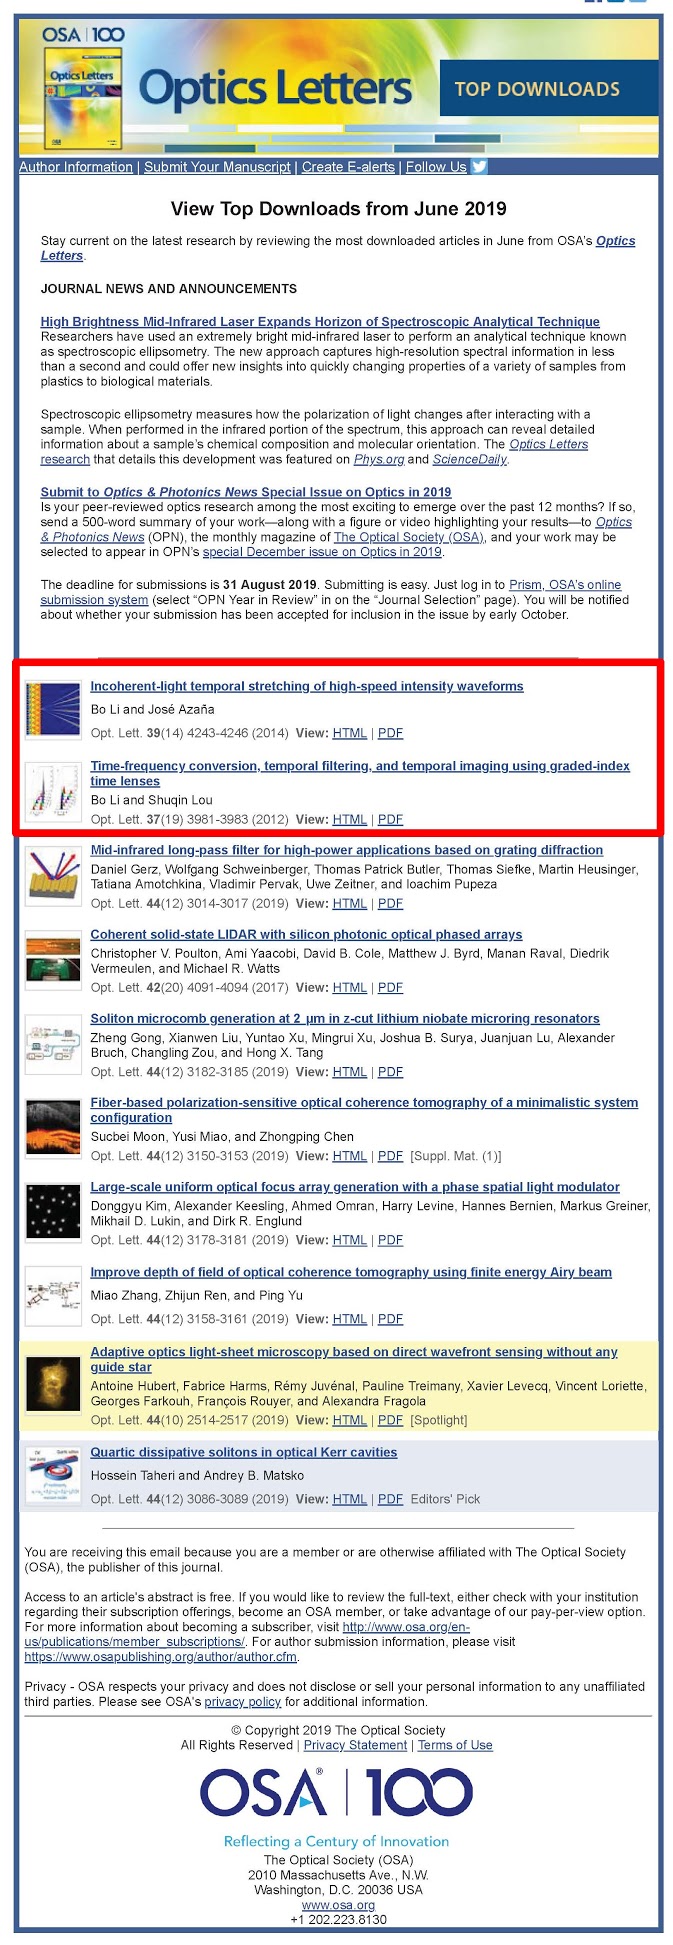 OSA | 100
Optics Letters
Optics Letters
TOP DOWNLOADS
Author Information | Submit Your Manuscript | Create E-alerts | Follow Us
View Top Downloads from June 2019
Stay current on the latest research by reviewing the most downloaded articles in June from OSA's Optics
Letters.
JOURNAL NEWS AND ANNOUNCEMENTS
High Brightness Mid-Infrared Laser Expands Horizon of Spectroscopic Analytical Technique
Researchers have used an extremely bright mid-infrared laser to perform an analytical technique known
as spectroscopic ellipsometry. The new approach captures high-resolution spectral information in less
than a second and could offer new insights into quickly changing properties of a variety of samples from
plastics to biological materials.
Spectroscopic ellipsometry measures how the polarization of light changes after interacting with a
sample. When performed in the infrared portion of the spectrum, this approach can reveal detailed
information about a sample's chemical composition and molecular orientation. The Optics Letters
research that details this development was featured on Phys.org and ScienceDaily.
Submit to Optics & Photonics News Special Issue on Optics in 2019
Is your peer-reviewed optics research among the most exciting to emerge over the past 12 months? If so,
send a 500-word summary of your work—along with a figure or video highlighting your results—to Optics
& Photonics News (OPN), the monthly magazine of The Optical Society (OSA), and your work may be
selected to appear in OPN's special December issue on Optics in 2019.
The deadline for submissions is 31 August 2019. Submitting is easy. Just log in to Prism, OSA's online
submission system (select “OPN Year in Review” in on the “Journal Selection” page). You will be notified
about whether your submission has been accepted for inclusion in the issue by early October.
Incoherent-light temporal stretching of high-speed intensity waveforms
Bo Li and José Azaña
Opt. Lett. 39(14) 4243-4246 (2014) View: HTML | PDF
Time-frequency conversion, temporal filtering, and temporal imaging using graded-index
time lenses
Bo Li and Shuqin Lou
Opt. Lett. 37(19) 3981-3983 (2012) View: HTML | PDF
Mid-infrared long-pass filter for high-power applications based on grating diffraction
Daniel Gerz, Wolfgang Schweinberger, Thomas Patrick Butler, Thomas Siefke, Martin Heusinger,
Tatiana Amotchkina, Vladimir Pervak, Uwe Zeitner, and Ioachim Pupeza
Opt. Lett. 44(12) 3014-3017 (2019) View: HTML | PDF
Coherent solid-state LIDAR with silicon photonic optical phased arrays
Christopher V. Poulton, Ami Yaacobi, David B. Cole, Matthew J. Byrd, Manan Raval, Diedrik
Vermeulen, and Michael R. Watts
Opt. Lett. 42(20) 4091-4094 (2017) View: HTML | PDF
Soliton microcomb generation at 2 μm in z-cut lithium niobate microring resonators
Zheng Gong, Xianwen Liu, Yuntao Xu, Mingrui Xu, Joshua B. Surya, Juanjuan Lu, Alexander
Bruch, Changling Zou, and Hong X. Tang
Opt. Lett. 44(12) 3182-3185 (2019) View: HTML | PDF
Fiber-based polarization-sensitive optical coherence tomography of a minimalistic system
configuration
Sucbei Moon, Yusi Miao, and Zhongping Chen
Opt. Lett. 44(12) 3150-3153 (2019) View: HTML | PDF [Suppl. Mat. (1)]
Large-scale uniform optical focus array generation with a phase spatial light modulator
Donggyu Kim, Alexander Keesling, Ahmed Omran, Harry Levine, Hannes Bernien, Markus Greiner,
Mikhail D. Lukin, and Dirk R. Englund
Opt. Lett. 44(12) 3178-3181 (2019) View: HTML | PDF
Improve depth of field of optical coherence tomography using finite energy Airy beam
Miao Zhang, Zhijun Ren, and Ping Yu
Opt. Lett. 44(12) 3158-3161 (2019) View: HTML | PDF
Adaptive optics light-sheet microscopy based on direct wavefront sensing without any
guide star
Antoine Hubert, Fabrice Harms, Rémy Juvénal, Pauline Treimany, Xavier Levecq, Vincent Loriette,
Georges Farkouh, François Rouyer, and Alexandra Fragola
Opt. Lett. 44(10) 2514-2517 (2019) View: HTML | PDF [Spotlight]
Quartic dissipative solitons in optical Kerr cavities
Hossein Taheri and Andrey B. Matsko
Opt. Lett. 44(12) 3086-3089 (2019) View: HTML | PDF Editors' Pick
You are receiving this email because you are a member or are otherwise affiliated with The Optical Society
(OSA), the publisher of this journal.
Access to an article's abstract is free. If you would like to review the full-text, either check with your institution
regarding their subscription offerings, become an OSA member, or take advantage of our pay-per-view option.
For more information about becoming a subscriber, visit http://www.osa.org/en-
us/publications/member_subscriptions/. For author submission information, please visit
https://www.osapublishing.org/author/author.cfm.
Privacy - OSA respects your privacy and does not disclose or sell your personal information to any unaffiliated
third parties. Please see OSA's privacy policy for additional information.
© Copyright 2019 The Optical Society
All Rights Reserved | Privacy Statement | Terms of Use
OSA® | 100
Reflecting a Century of Innovation
The Optical Society (OSA)
2010 Massachusetts Ave., N.W.
Washington, D.C. 20036 USA
www.osa.org
+1 202.223.8130